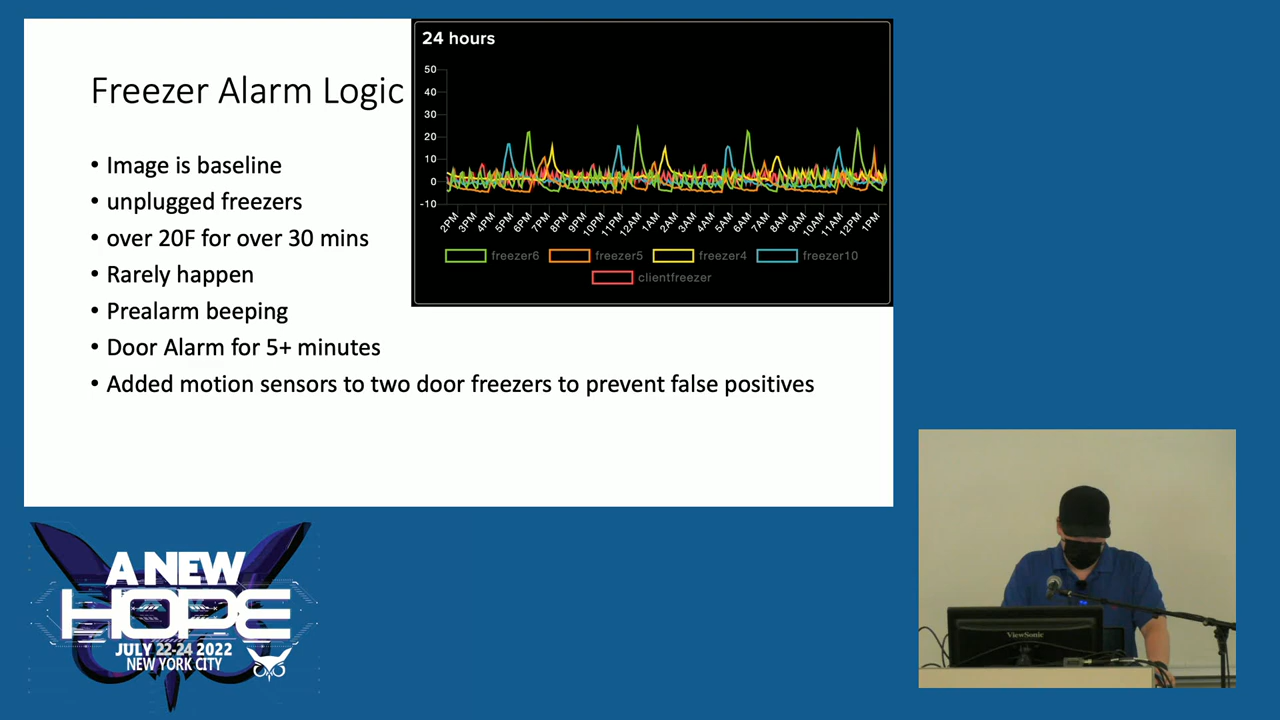 Freezer Alarm Logic
• Image is baseline
• unplugged freezers
• over 20F for over 30 mins
• Rarely happen
• Prealarm beeping
• Door Alarm for 5+ minutes
• Added motion sensors to two door freezers to prevent false positives
24 hours
50
40
30
20
10
0
-10
2PM 3PM 4PM 5PM 6PM 7PM 8PM 9PM 10PM 11PM 12AM 1AM 2AM 3AM 4AM 5AM 6AM 7AM 8AM 9AM 10AM 11AM 12PM 1PM
freezer6 freezer5 freezer4 freezer10
clientfreezer
A NEW
HOPE
JULY 22-24 2022
NEW YORK CITY
ViewSonic